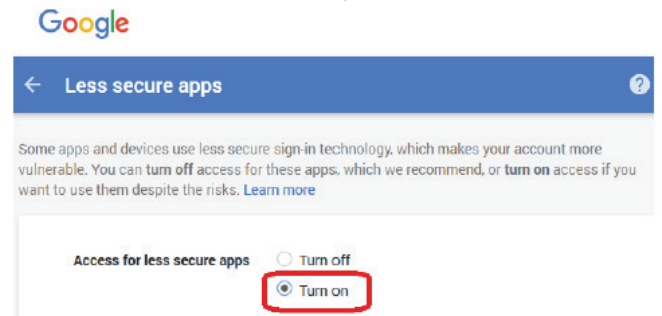 Google
Less secure apps
Some apps and devices use less secure sign-in technology, which makes your account more
vulnerable. You can turn off access for these apps, which we recommend, or turn on access if you
want to use them despite the risks. Learn more
Access for less secure apps
Turn off
Turn on